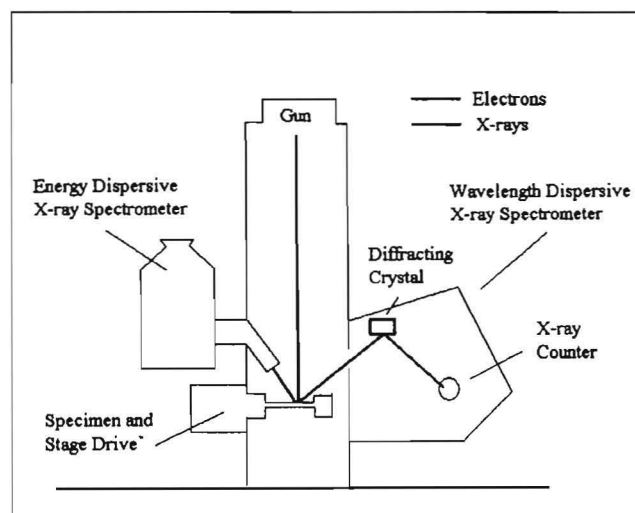 Gun
Electrons
X-rays
Energy Dispersive
X-ray Spectrometer
Wavelength Dispersive
X-ray Spectrometer
Diffracting
Crystal
X-ray
Counter
Specimen and
Stage Drive`